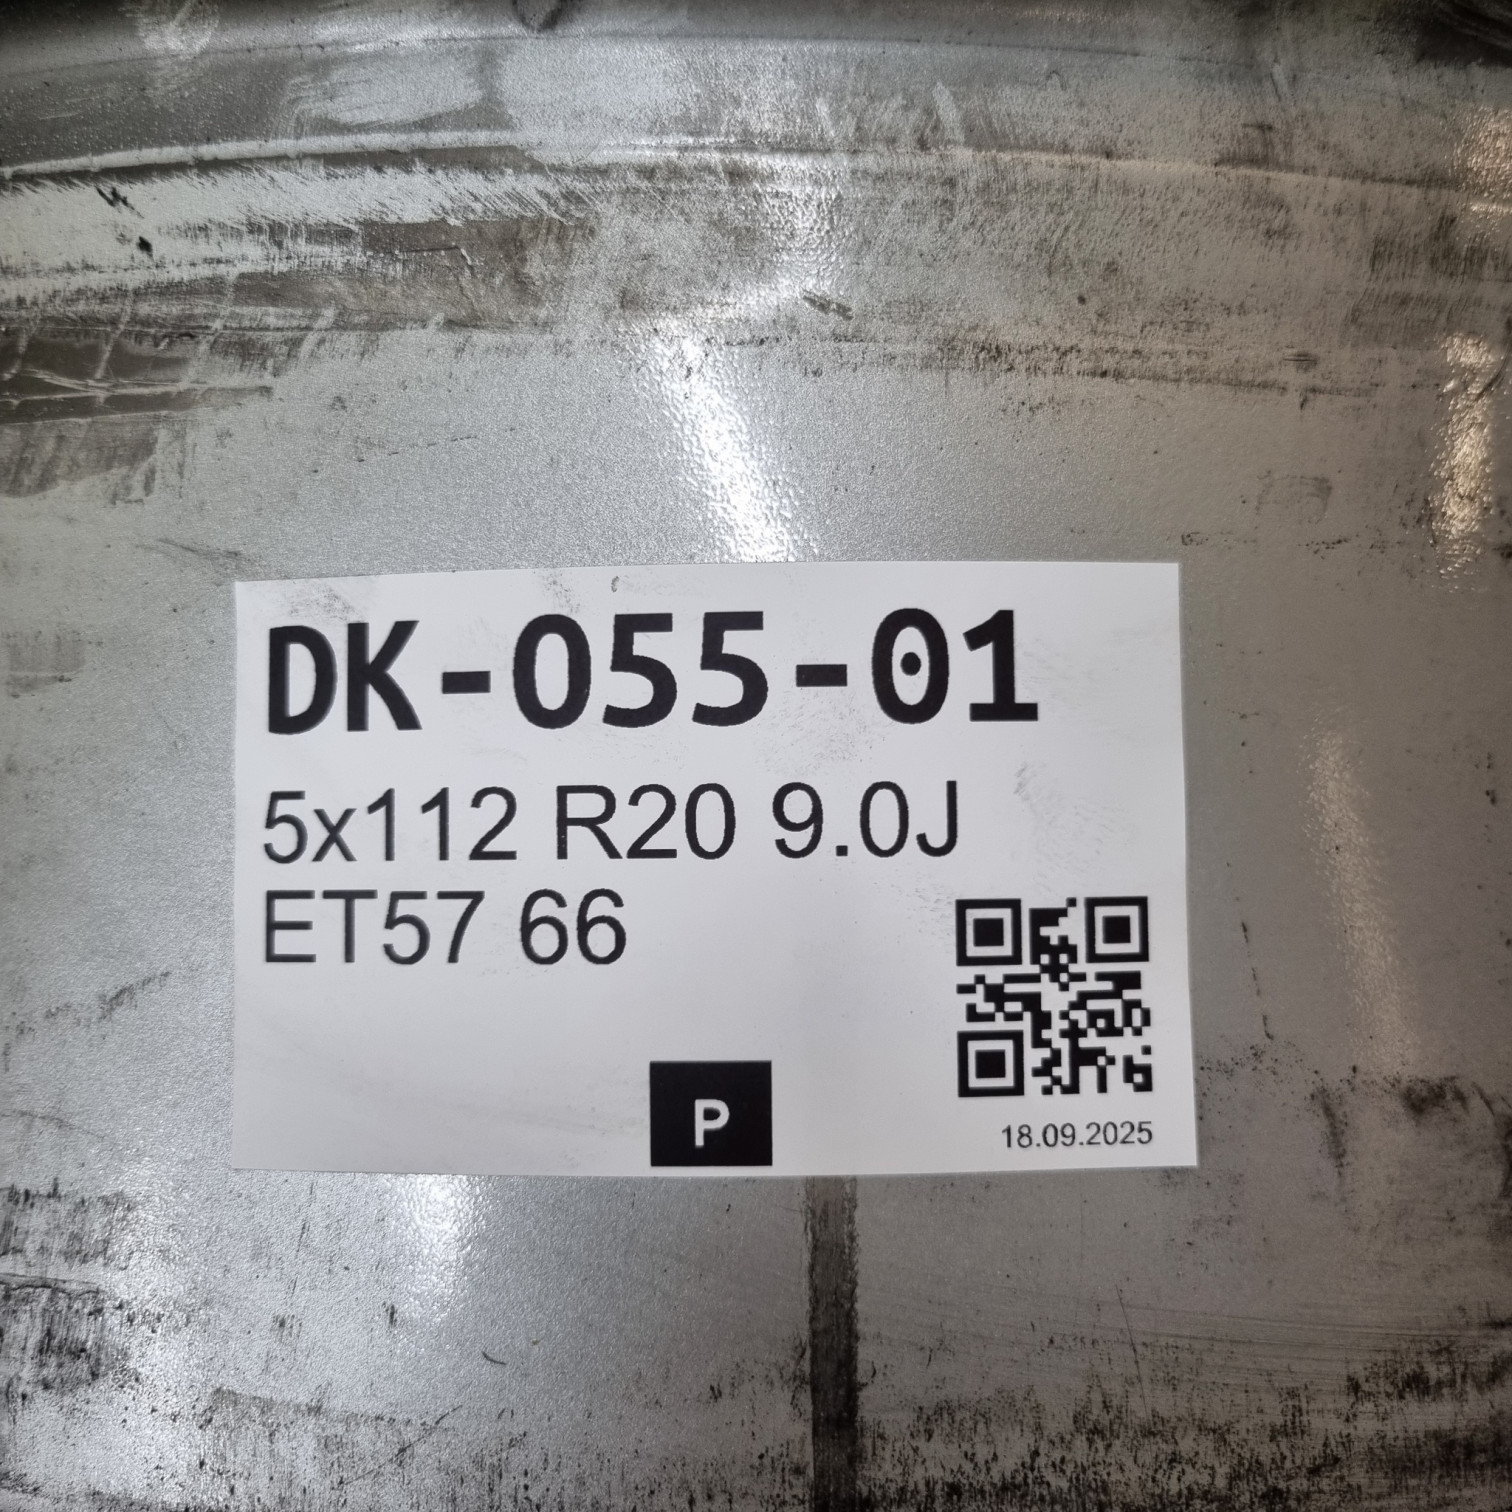 DK-055-01
5x112 R20 9.0J
ET57 66
P
18.09.2025